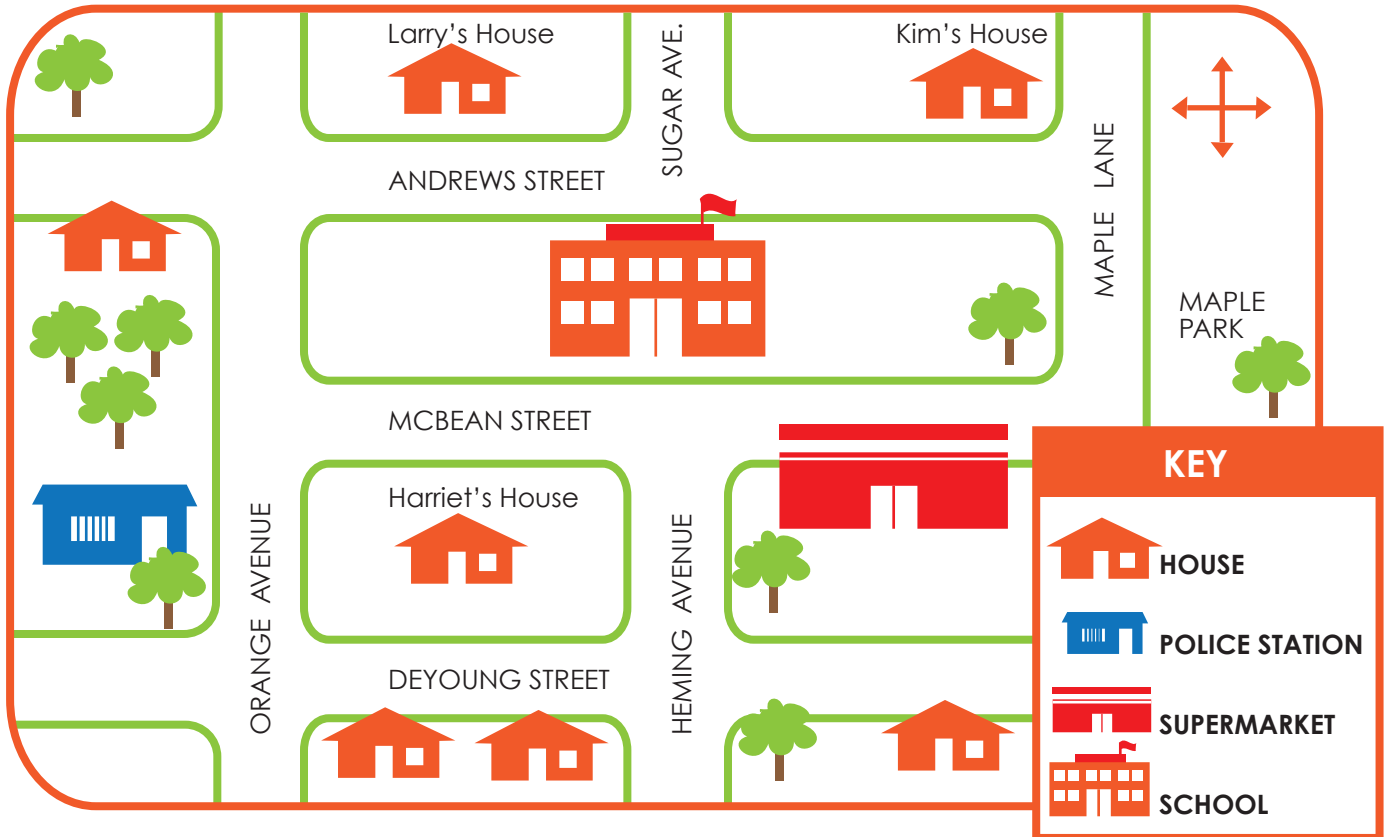 Larry's House
SUGAR AVE.
Kim's House
ANDREWS STREET
MAPLE LANE
MAPLE
PARK
MCBEAN STREET
Harriet's House
ORANGE AVENUE
HEMING AVENUE
DEYOUNG STREET
KEY
HOUSE
POLICE STATION
SUPERMARKET
SCHOOL